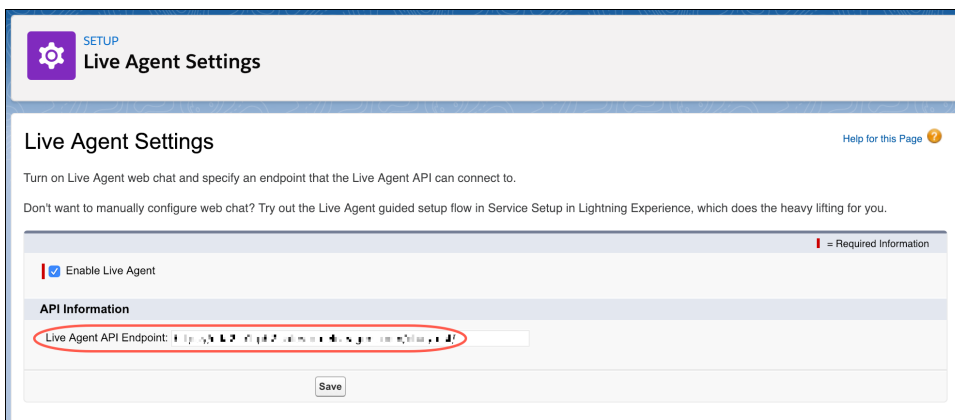 SETUP
Live Agent Settings
Live Agent Settings
Help for this Page ?
Turn on Live Agent web chat and specify an endpoint that the Live Agent API can connect to.
Don't want to manually configure web chat? Try out the Live Agent guided setup flow in Service Setup in Lightning Experience, which does the heavy lifting for you.
= Required Information
Enable Live Agent
API Information
Live Agent API Endpoint:
Save